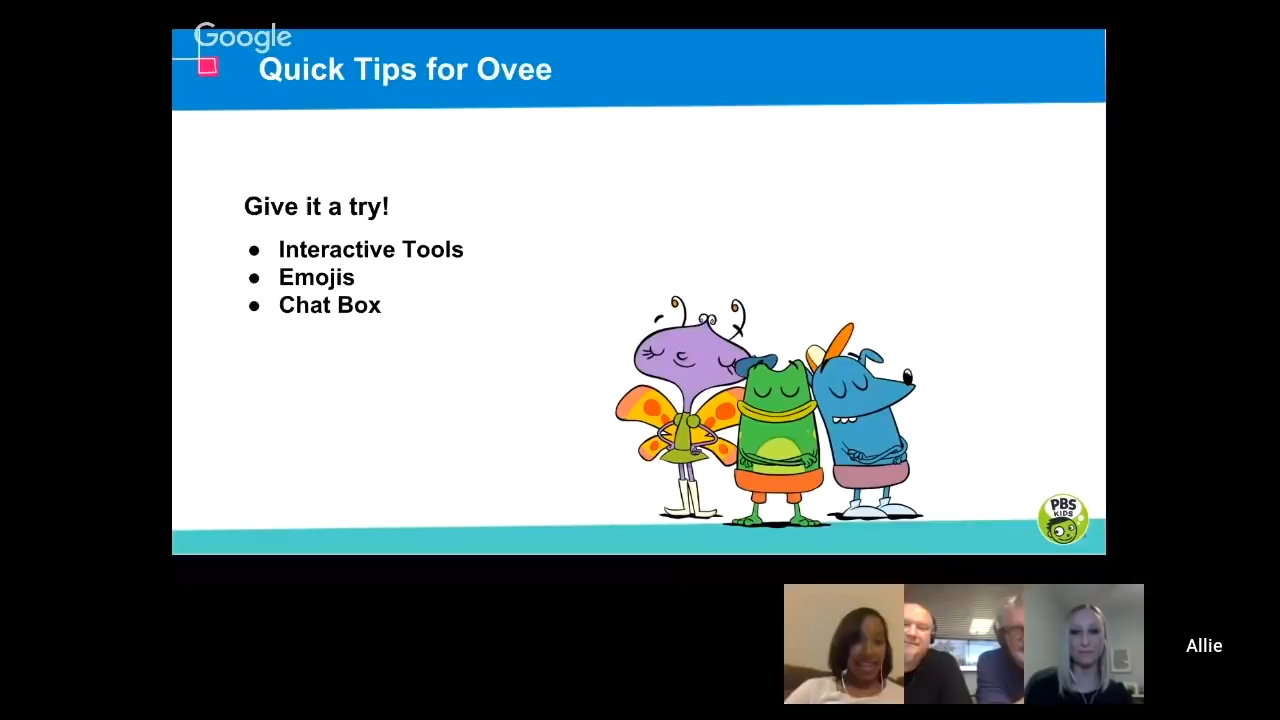 Google
Quick Tips for Ovee
Give it a try!
● Interactive Tools
● Emojis
● Chat Box
PBS
KIDS
Allie